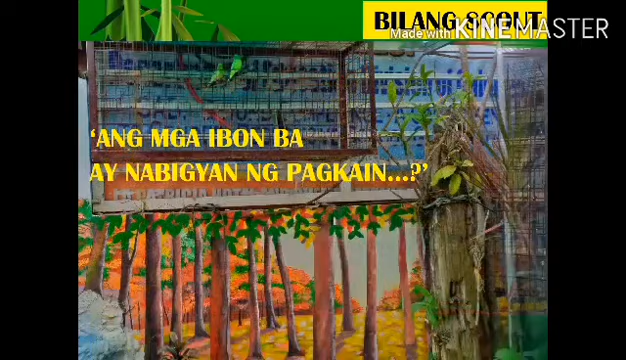 BILANG SCOUT
Made with KINEMASTER
‘ANG MGA IBON BA
AY NABIGYAN NG PAGKAIN...?’